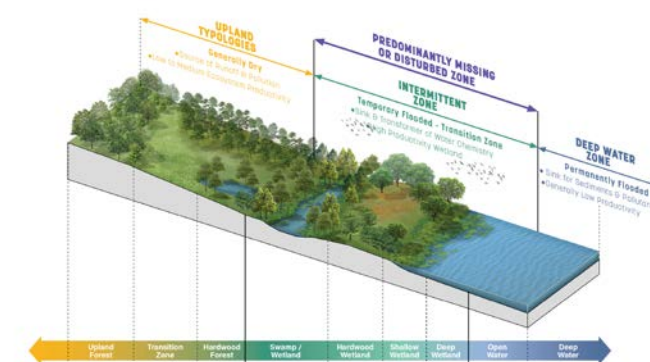 UPLAND
TYPOLOGIES
Generally Dry
•Source of Runoff & Pollution
•Low to Medium Ecosystem Productivity
PREDOMINANTLY MISSING
OR DISTURBED ZONE
INTERMITTENT
ZONE
Temporary Flooded - Transition Zone
•Sink & Transformer of Water Chemistry
•High Productivity Wetland
DEEP WATER
ZONE
Permanently Flooded
• Sink for Sediments & Pollutan
•Generally Low Productivity
Upland
Forest
Transition
Zone
Hardwood
Forest
Swamp /
Wetland
Hardwood
Wetland
Shallow
Wetland
Deep
Wetland
Open
Water
Deep
Water